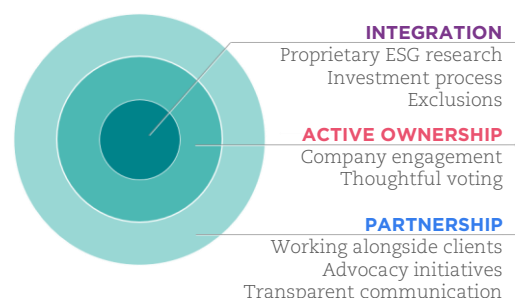 INTEGRATION
Proprietary ESG research
Investment process
Exclusions
ACTIVE OWNERSHIP
Company engagement
Thoughtful voting
PARTNERSHIP
Working alongside clients
Advocacy initiatives
Transparent communication